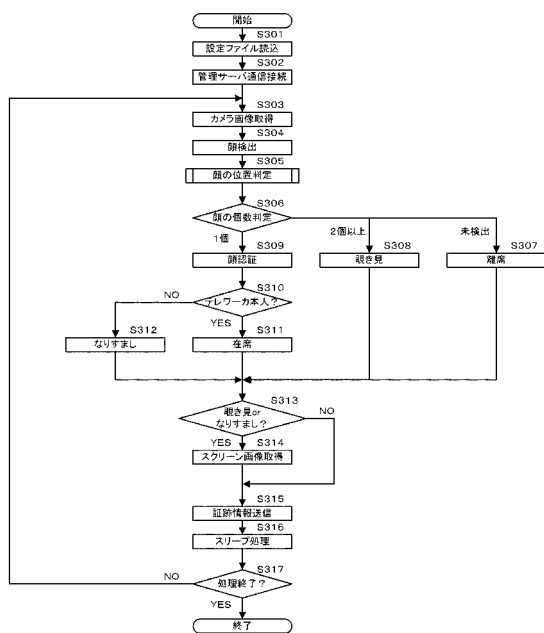 開始
S301
設定ファイル読込
S302
管理サーバ通信接続
S303
カメラ画像取得
S304
顔検出
S305
顔の位置判定
S306
顔の個数判定
1個
2個以上
未検出
S309
S308
S307
顔認証
覗き見
離席
S310
NO
テレワーカ本人?
YES
S312
S311
なりすまし
在席
S313
覗き見or
なりすまし?
NO
YES
S314
スクリーン画像取得
S315
証跡情報送信
S316
スリープ処理
S317
NO
処理終了?
YES
終了